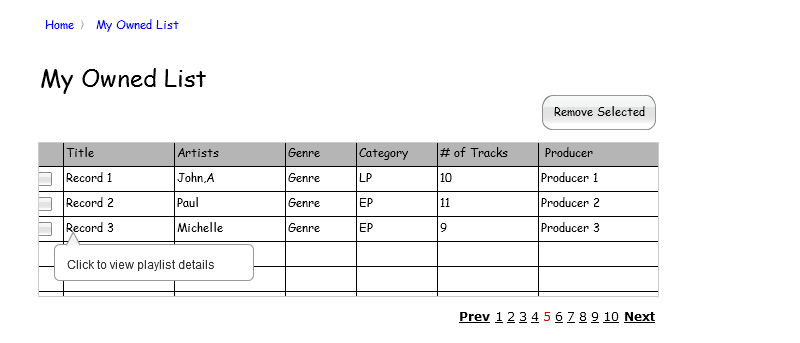 Home 〉 My Owned List
My Owned List
Remove Selected
Title Artists Genre Category # of Tracks Producer
Record 1 John,A Genre LP 10 Producer 1
Record 2 Paul Genre EP 11 Producer 2
Record 3 Michelle Genre EP 9 Producer 3
Click to view playlist details
Prev 1 2 3 4 5 6 7 8 9 10 Next